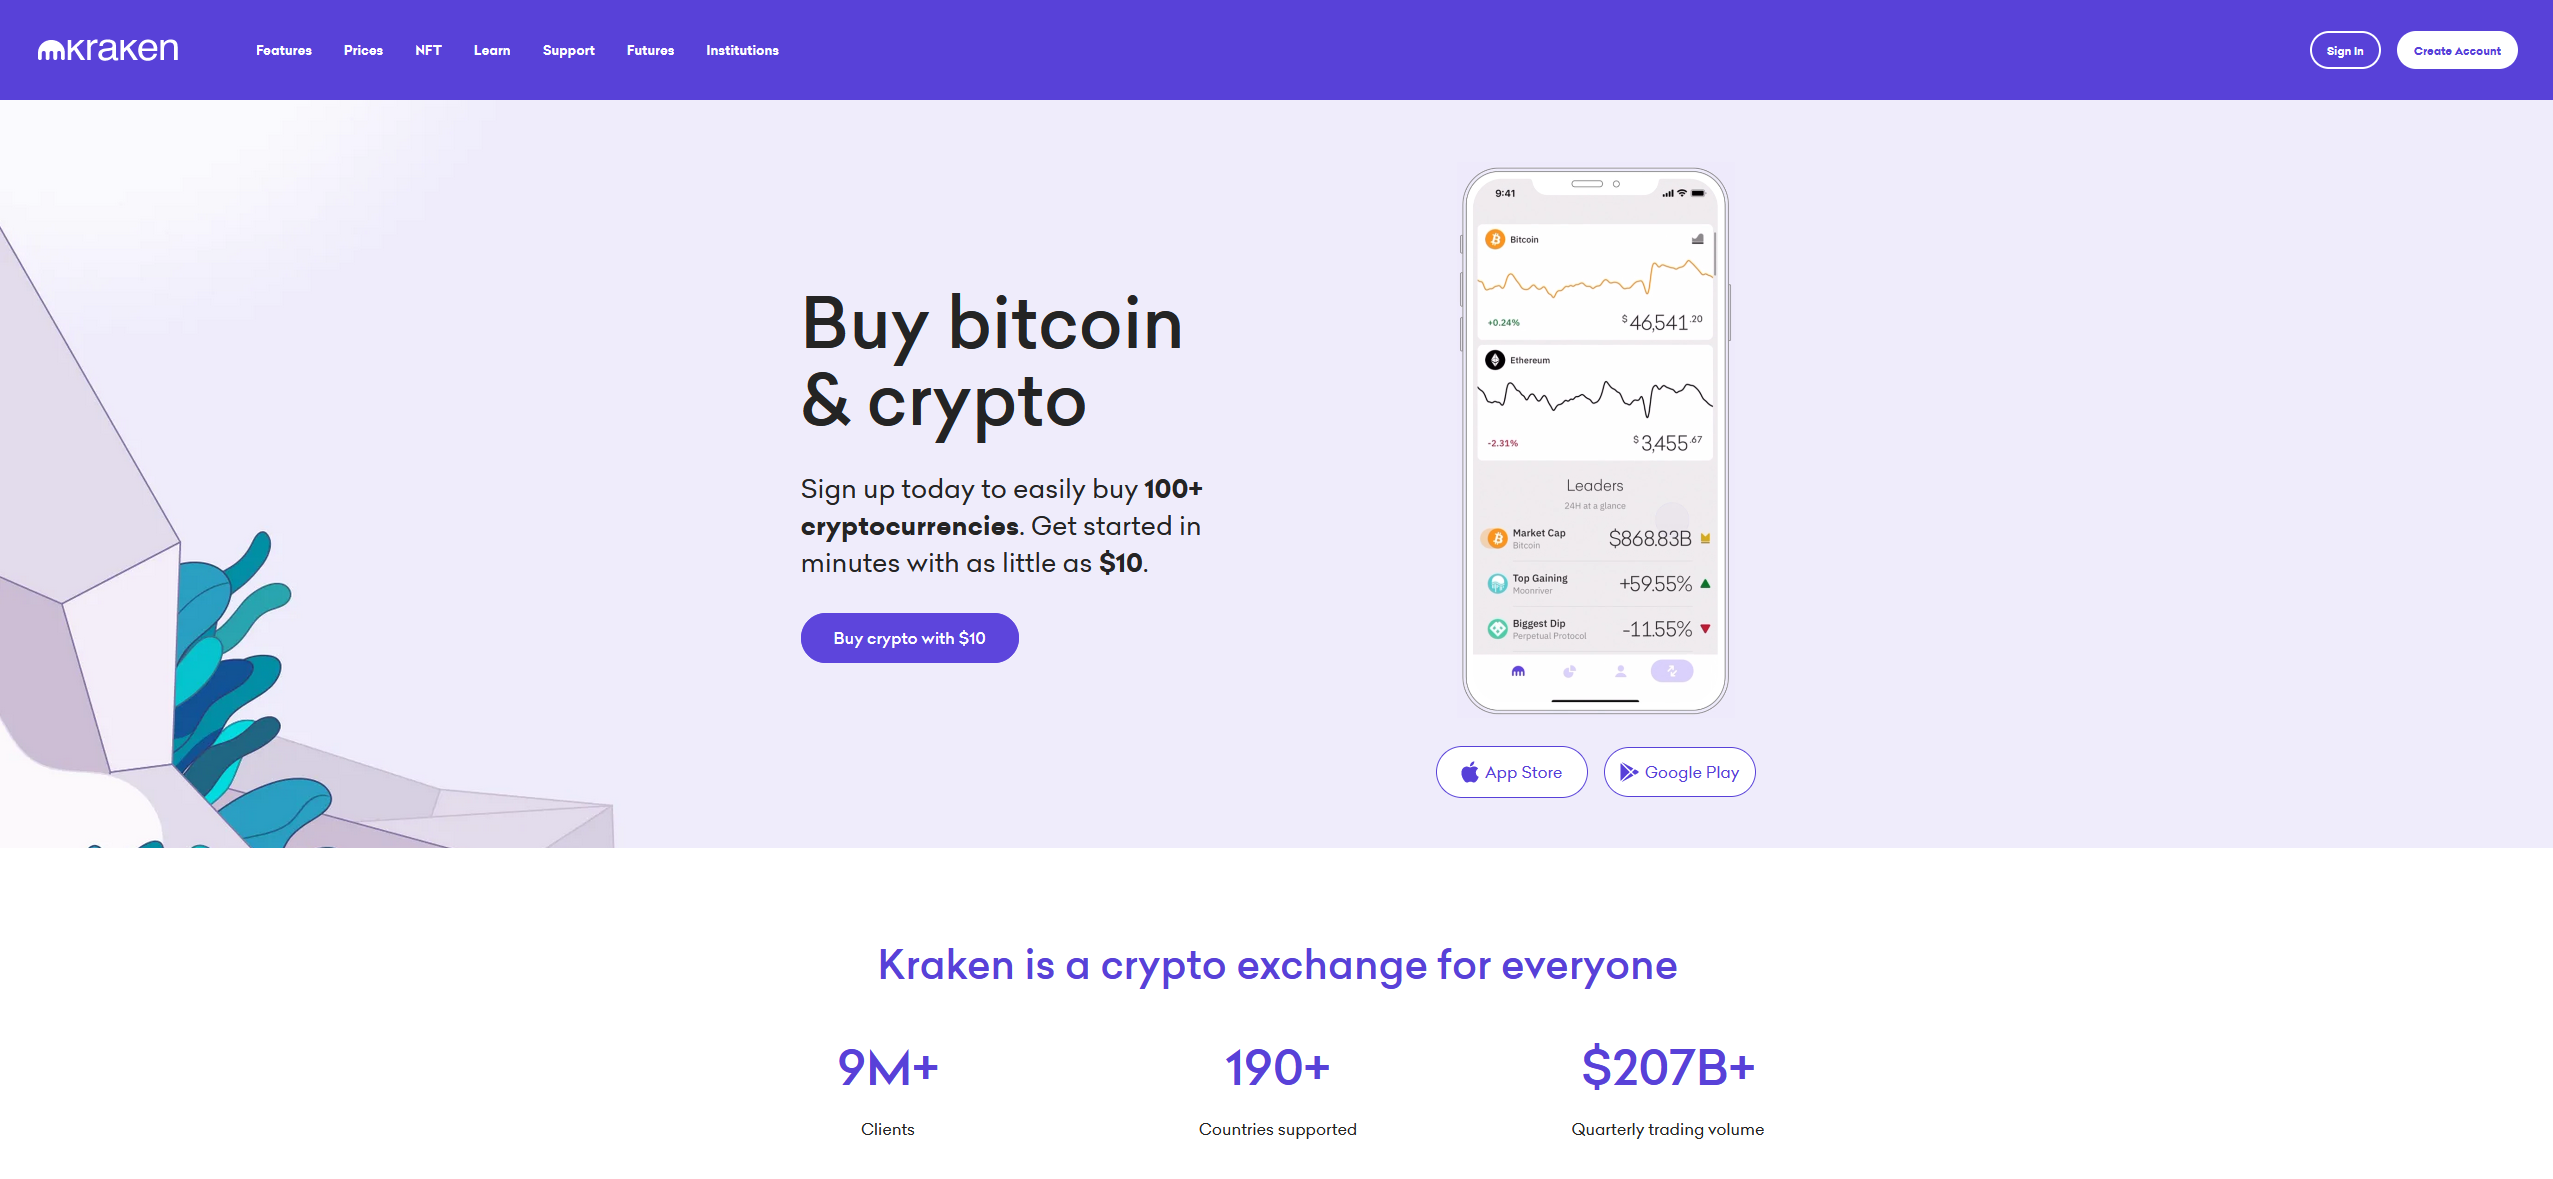 kraken
Features Prices NFT Learn Support Futures Institutions
Sign In Create Account
Buy bitcoin
& crypto
Sign up today to easily buy 100+
cryptocurrencies. Get started in
minutes with as little as $10.
Buy crypto with $10
9:41
Bitcoin
+0.24% $46,541.20
Ethereum
-2.31% $3,455.67
Leaders
24H at a glance
Market Cap
Bitcoin
$868.83B
Top Gaining
Moonriver
+59.55%
Biggest Dip
Perpetual Protocol
-11.55%
App Store Google Play
Kraken is a crypto exchange for everyone
9M+ 190+ $207B+
Clients Countries supported Quarterly trading volume